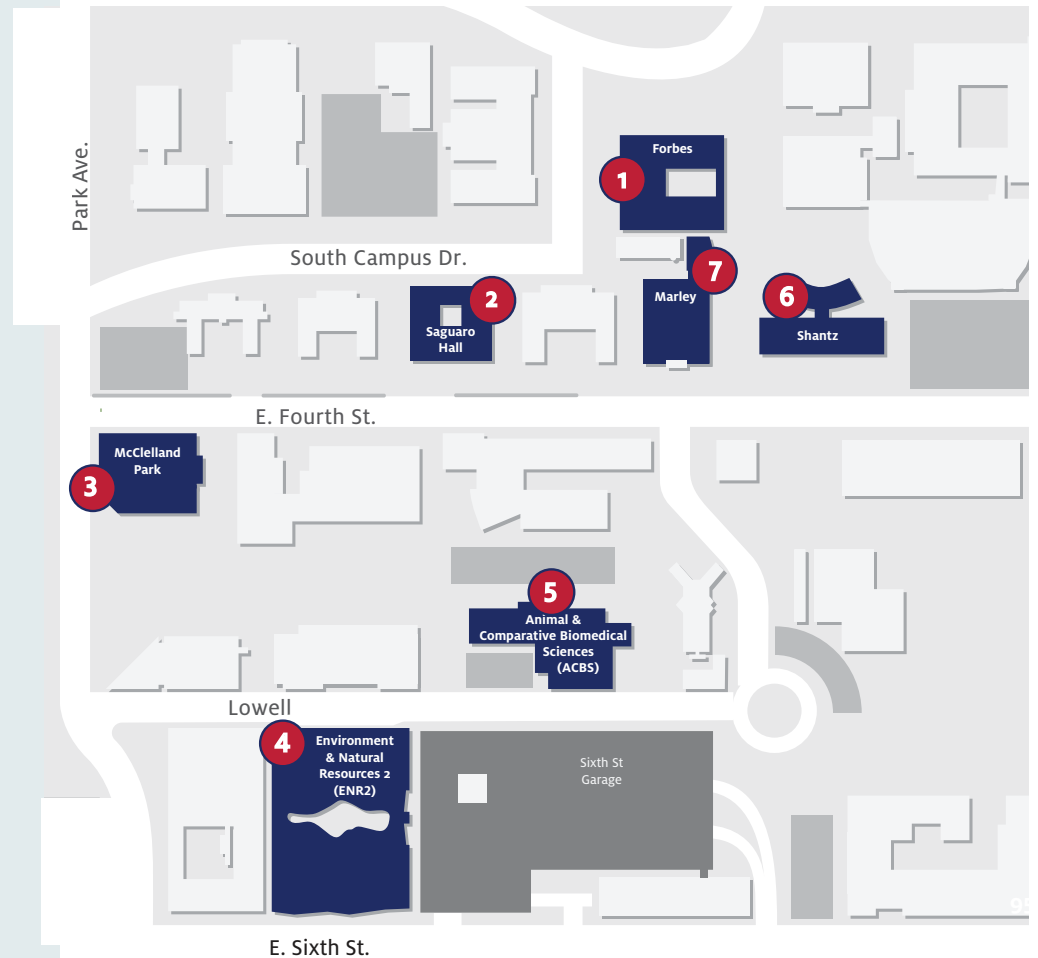 Forbes
1
Park Ave.
South Campus Dr.
7
2
6
Marley
Saguaro
Hall
Shantz
E. Fourth St.
McClelland
Park
3
5
Animal &
Comparative Biomedical
Sciences
(ACBS)
Lowell
4
Environment
& Natural
Resources 2
(ENR2)
Sixth St
Garage
E. Sixth St.